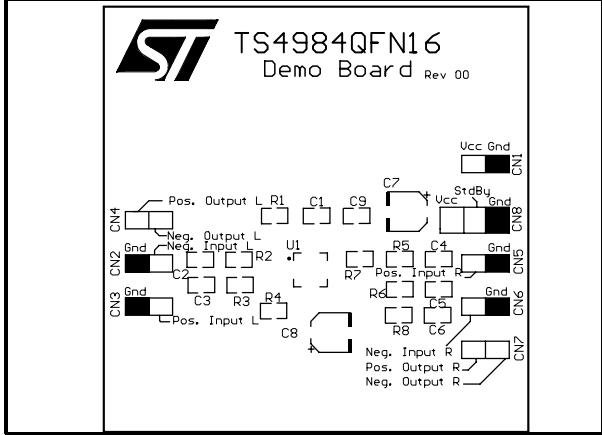 ST
TS4984QFN16
Demo Board Rev 00
Vcc Gnd
CN1
C7
+
StdBy
Vcc Gnd
CN8
Pos. Output L
R1 C1 C9
CN4
Neg. Output L
Neg. Input L
Gnd
CN2
C2
R2
U1
R7
R5 C4
Gnd
CN5
Pos. Input R
C3 R3
R6
C5
Gnd
CN6
Gnd
CN3
Pos. Input L
R4
C8
+
R8 C6
CN7
Neg. Input R
Pos. Output R
Neg. Output R